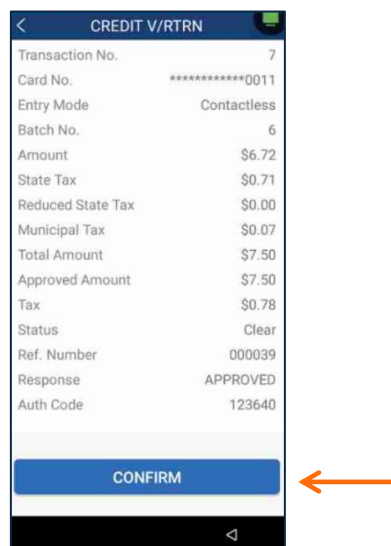 CREDIT V/RTRN
Transaction No. 7
Card No. ************0011
Entry Mode Contactless
Batch No. 6
Amount $6.72
State Tax $0.71
Reduced State Tax $0.00
Municipal Tax $0.07
Total Amount $7.50
Approved Amount $7.50
Tax $0.78
Status Clear
Ref. Number 000039
Response APPROVED
Auth Code 123640
CONFIRM